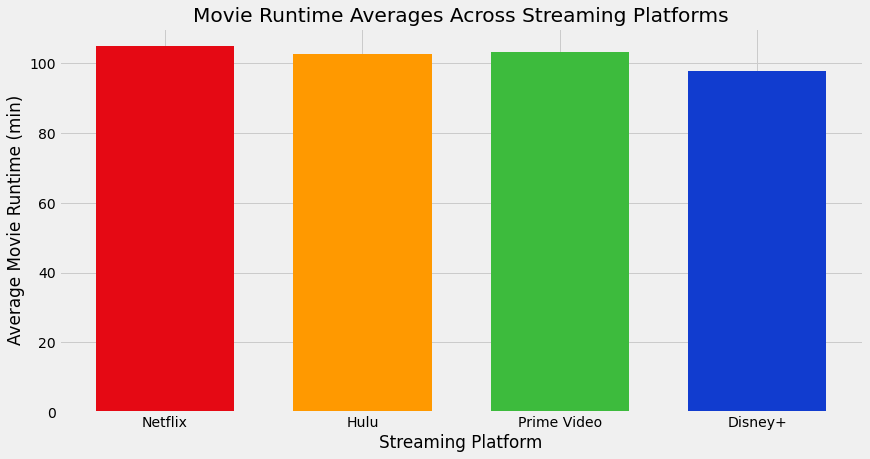 Movie Runtime Averages Across Streaming Platforms
Average Movie Runtime (min)
100
80
60
40
20
0
Netflix
Hulu
Prime Video
Disney+
Streaming Platform